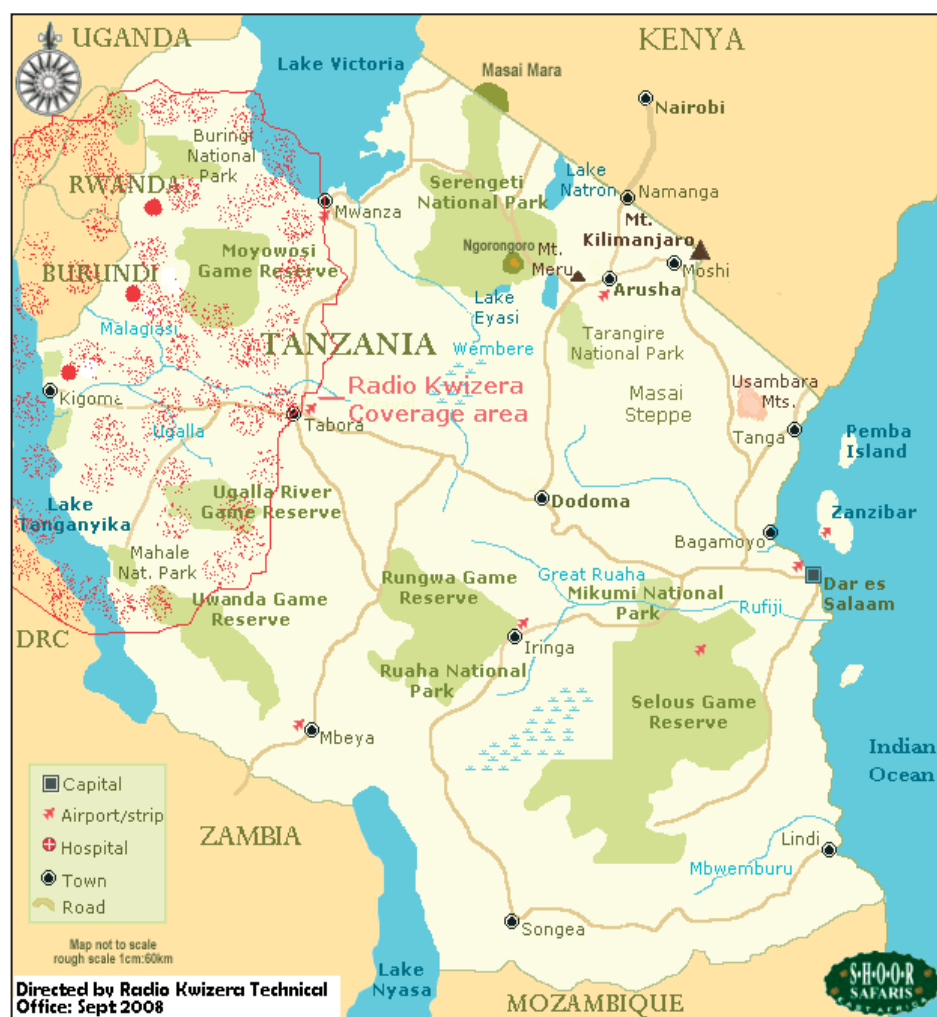 UGANDA
KENYA
Lake Victoria
Masai Mara
Nairobi
Buringi
National
Park
Lake
Natron
RWANDA
Serengeti
National Park
Namanga
Mwanza
Mt.
Kilimanjaro
Moyowosi
Game Reserve
Ngorongoro
Mt.
Meru
Moshi
BURUNDI
Arusha
Lake
Eyasi
Malagiasi
TANZANIA
Tarangire
National Park
Wembere
Radio Kwizera
Coverage area
Usambara
Mts.
Masai
Steppe
Kigoma
Tabora
Ugalla
Tanga
Pemba
Island
Ugalla River
Game Reserve
Dodoma
Lake
Tanganyika
Zanzibar
Bagamoyo
Mahale
Nat. Park
Rungwa Game
Reserve
Great Ruaha
Mikumi National
Park
Dar es
Salaam
Uwanda Game
Reserve
Rufiji
DRC
Iringa
Ruaha National
Park
Selous Game
Reserve
Mbeya
Indian
Ocean
Capital
Airport/strip
Hospital
Town
Road
ZAMBIA
Lindi
Mbwemburu
Songea
Map not to scale
rough scale 1cm:60km
Lake
Nyasa
Directed by Radio Kwizera Technical
Office: Sept 2008
MOZAMBIQUE
S·H·O·O·R
SAFARIS
EAST AFRICA